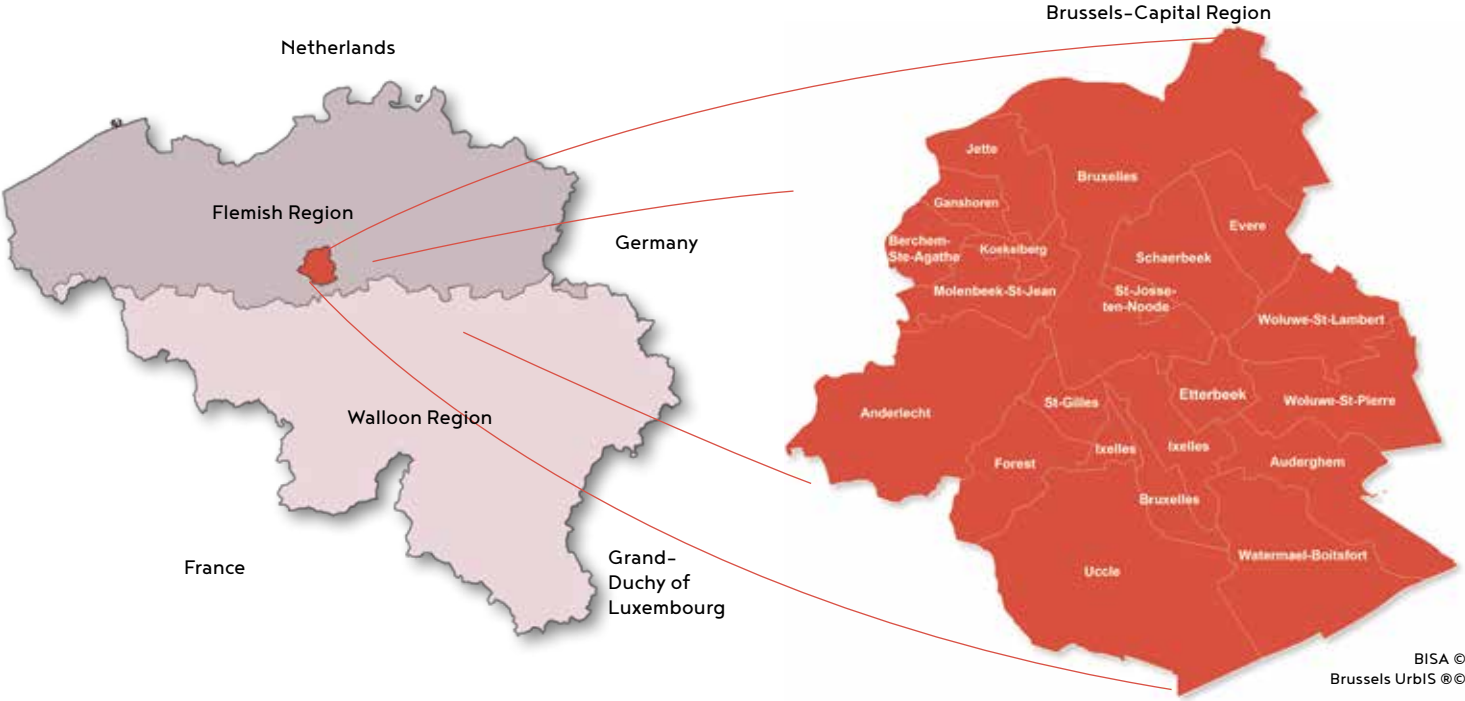 Brussels-Capital Region
Netherlands
Flemish Region
Germany
Walloon Region
France
Grand-
Duchy of
Luxembourg
Jette
Bruxelles
Ganshoren
Evere
Berchem-
Ste-Agathe
Koekelberg
Schaerbeek
Molenbeek-St-Jean
St-Josse-
ten-Noode
Woluwe-St-Lambert
Anderlecht
St-Gilles
Etterbeek
Woluwe-St-Pierre
Ixelles
Ixelles
Forest
Auderghem
Bruxelles
Watermael-Boitsfort
Uccle
BISA ©
Brussels UrbIS ®©